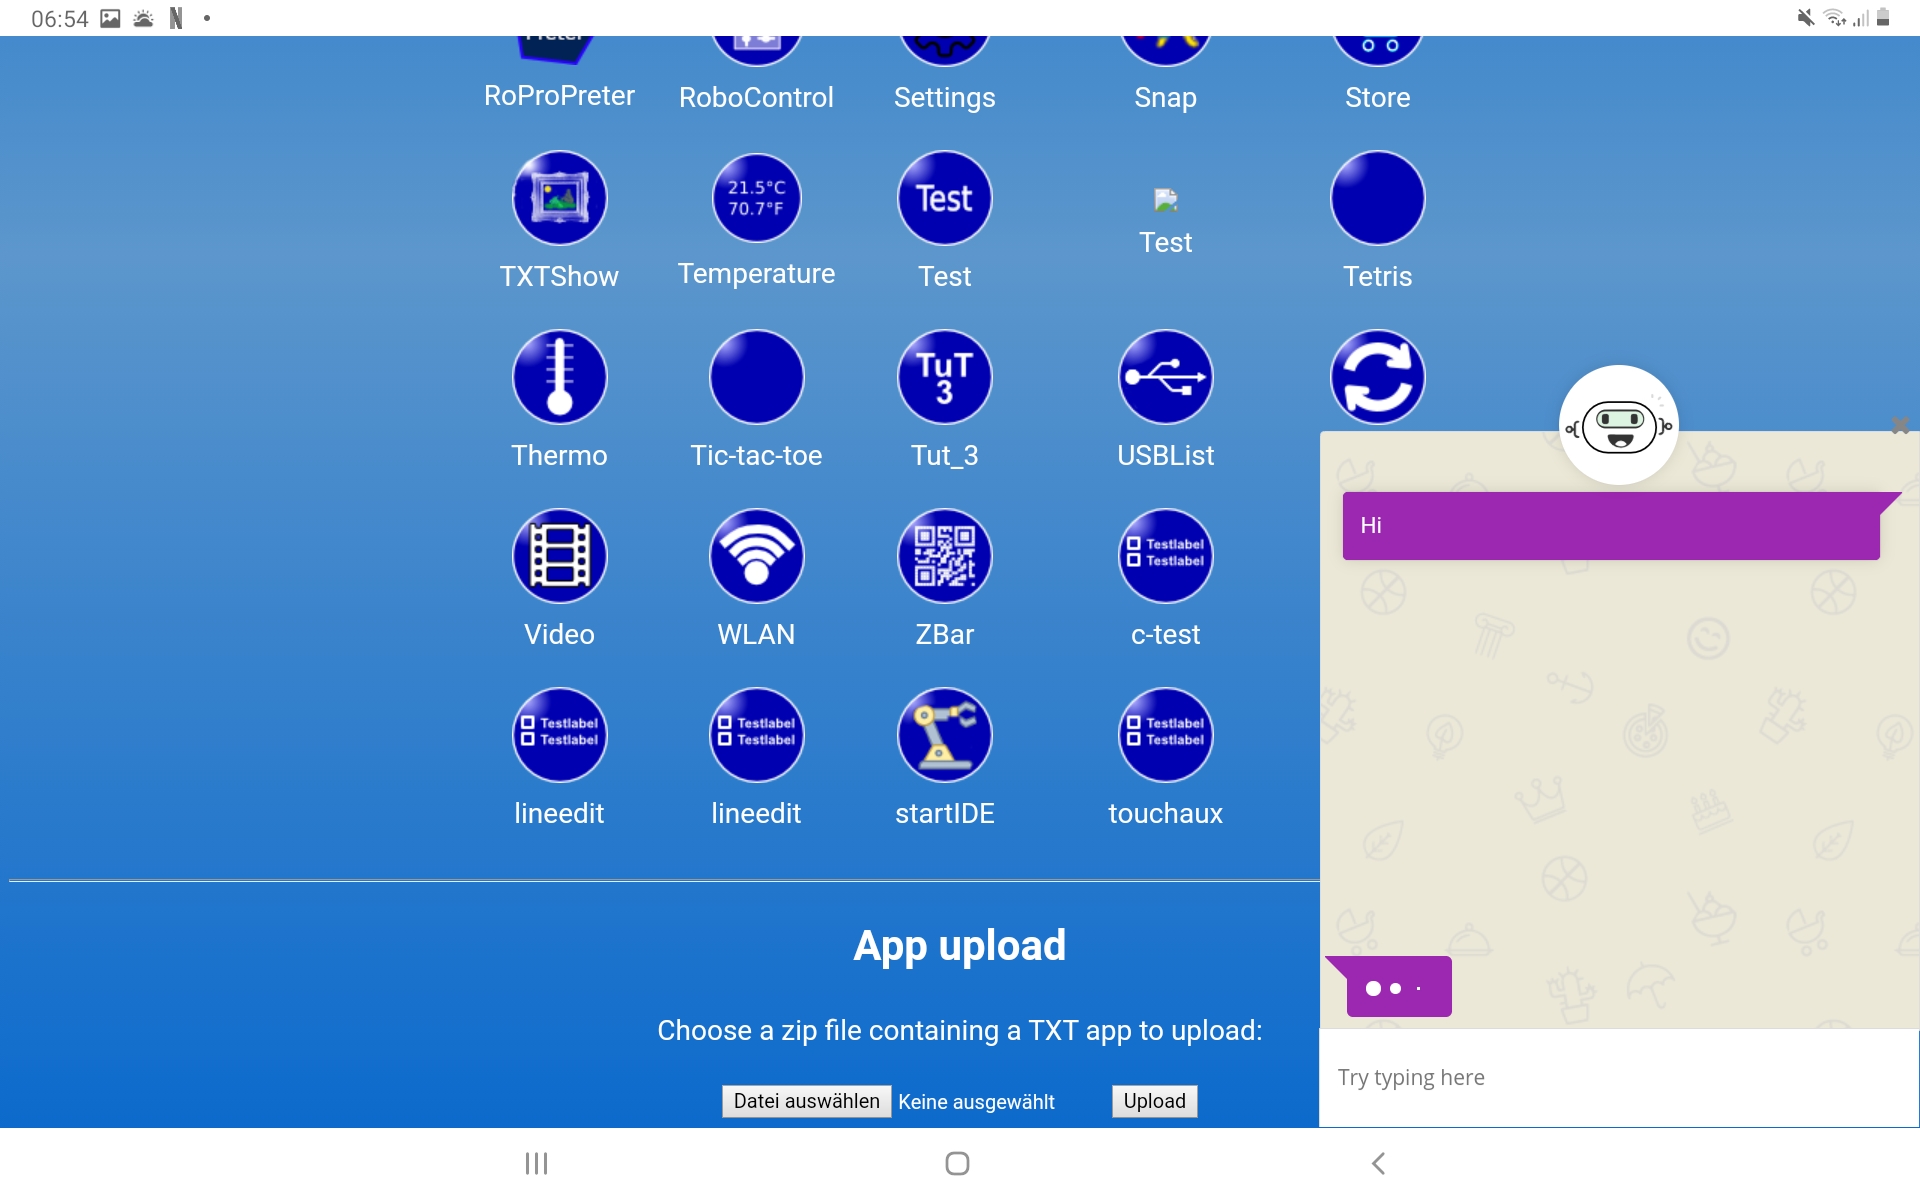 06:54
RoProPreter RoboControl Settings Snap Store
21.5°C
70.7°F
Test
TXTShow Temperature Test Test Tetris
TuT
3
Thermo Tic-tac-toe Tut_3 USBList
Testlabel
Testlabel
Video WLAN ZBar c-test
Testlabel
Testlabel
Testlabel
Testlabel
Testlabel
Testlabel
lineedit lineedit startIDE touchaux
App upload
Choose a zip file containing a TXT app to upload:
Datei auswählen Keine ausgewählt Upload
Hi
Try typing here